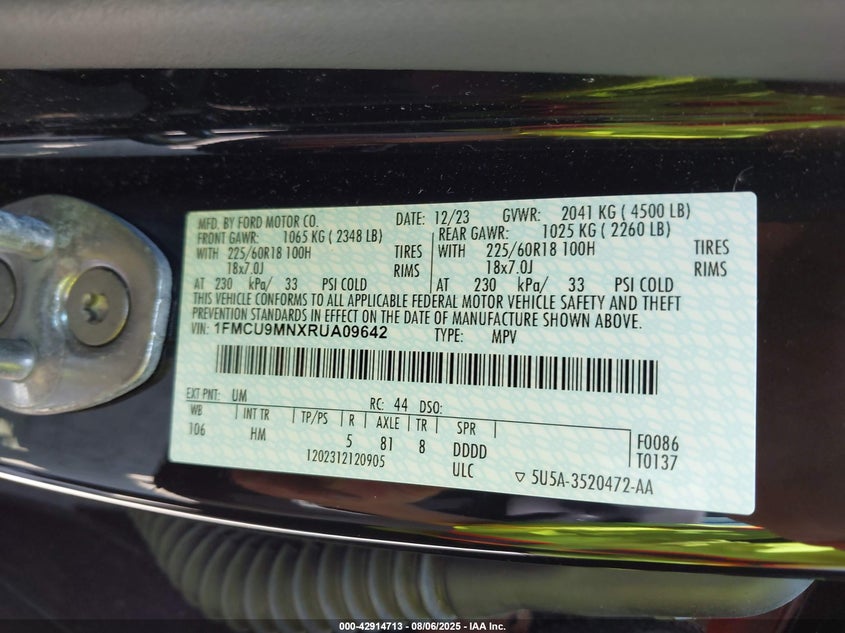 MFD. BY FORD MOTOR CO. DATE: 12/23 GVWR: 2041 KG ( 4500 LB)
FRONT GAWR: 1065 KG ( 2348 LB) REAR GAWR: 1025 KG ( 2260 LB)
WITH 225/60R18 100H TIRES WITH 225/60R18 100H TIRES
18x7.0J RIMS 18x7.0J RIMS
AT 230 kPa/ 33 PSI COLD AT 230 kPa/ 33 PSI COLD
THIS VEHICLE CONFORMS TO ALL APPLICABLE FEDERAL MOTOR VEHICLE SAFETY AND THEFT
PREVENTION STANDARDS IN EFFECT ON THE DATE OF MANUFACTURE SHOWN ABOVE.
VIN: 1FMCU9MNXRUA09642 TYPE: MPV
EXT PNT: UM RC: 44 DSO:
WB INT TR TP/PS R AXLE TR SPR
106 HM 5 81 8 DDDD F0086
1202312120905 ULC T0137
5U5A-3520472-AA
000-42914713 - 08/06/2025 - IAA Inc.